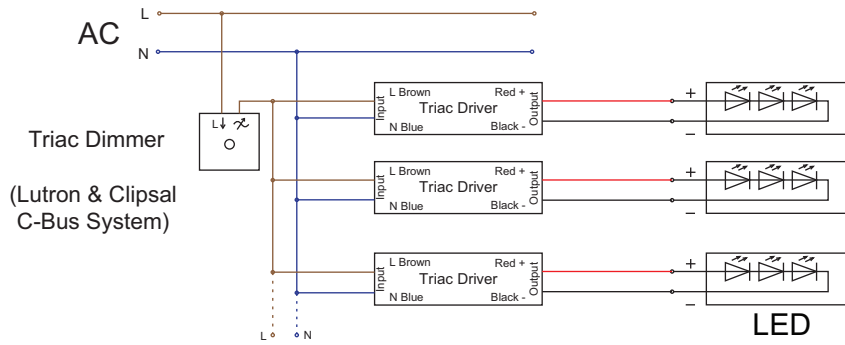 L
AC
N
L
Triac Dimmer
(Lutron & Clipsal
C-Bus System)
Input
L Brown
Triac Driver
N Blue
Red +
Black -
Output
+
−
Input
L Brown
Triac Driver
N Blue
Red +
Black -
Output
+
−
Input
L Brown
Triac Driver
N Blue
Red +
Black -
Output
+
−
LED
L
N